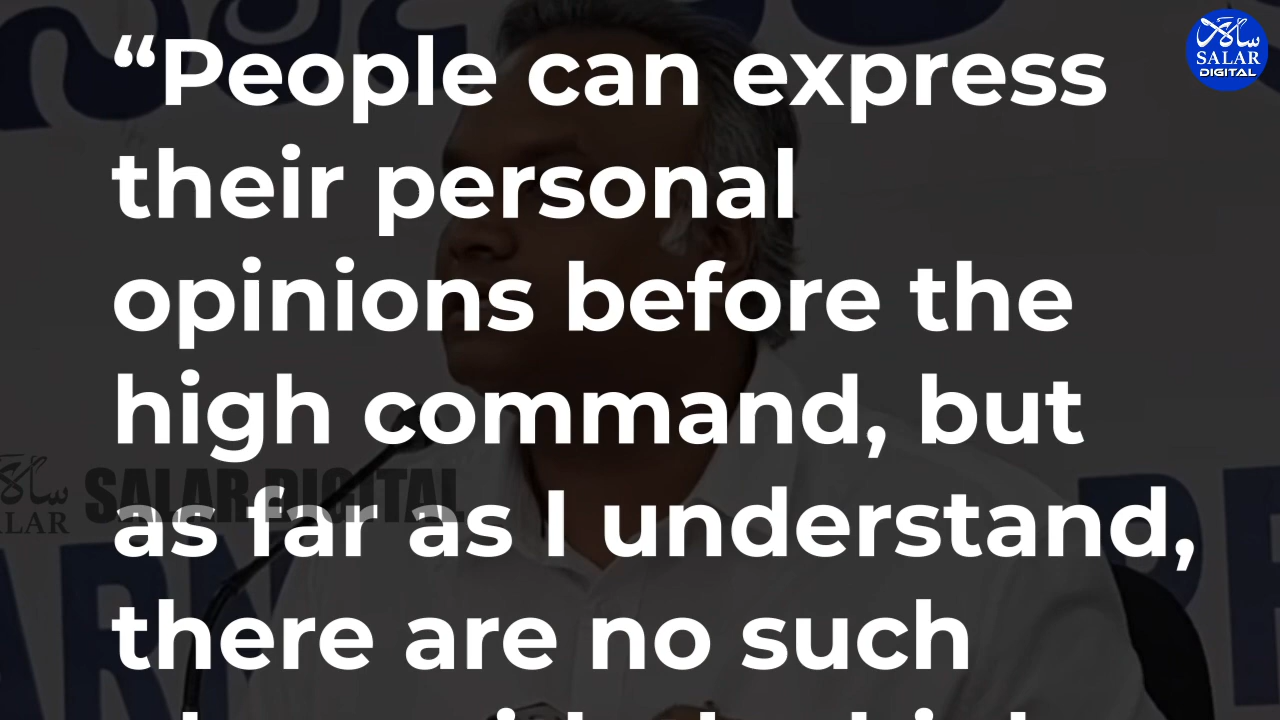 “People can express
their personal
opinions before the
high command, but
as far as I understand,
there are no such
سالار
SALAR
DIGITAL
SALAR DIGITAL